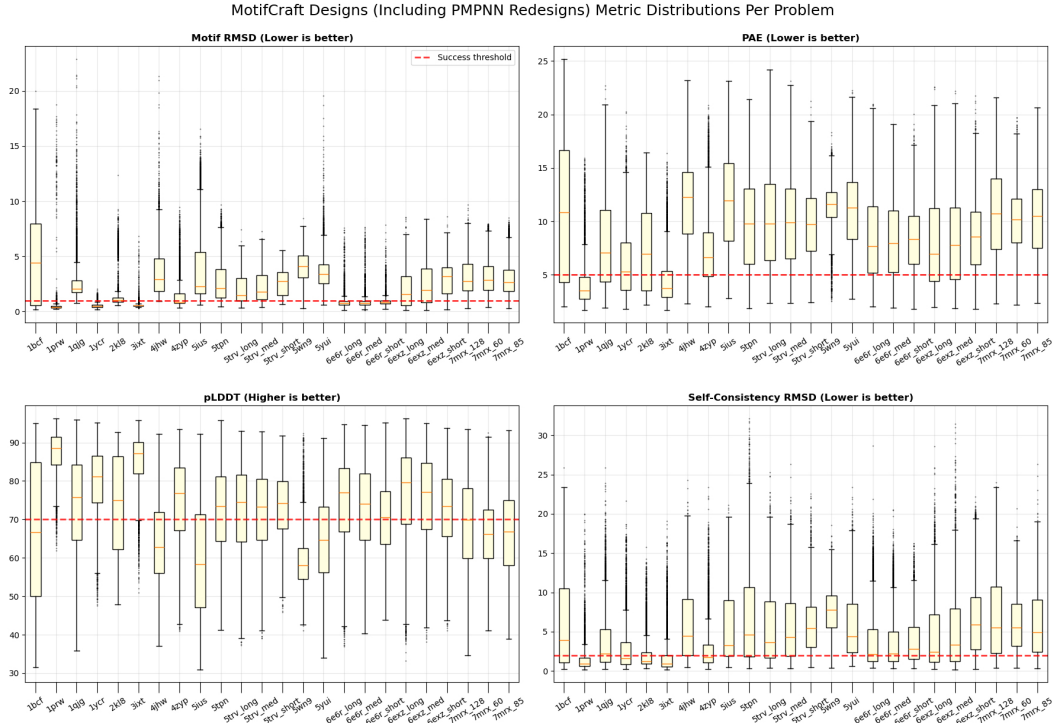 MotifCraft Designs (Including PMPNN Redesigns) Metric Distributions Per Problem
Motif RMSD (Lower is better)
Success threshold
20
15
10
5
0
1bcf 1prw 1qjg 1ycr 2kl8 3ixt 4jhw 4zyp 5ius 5tpn 5trv_long 5trv_med 5trv_short 5wn9 5yui 6e6r_long 6e6r_med 6e6r_short 6exz_long 6exz_med 6exz_short 7mrx_128 7mrx_60 7mrx_85
PAE (Lower is better)
25
20
15
10
5
1bcf 1prw 1qjg 1ycr 2kl8 3ixt 4jhw 4zyp 5ius 5tpn 5trv_long 5trv_med 5trv_short 5wn9 5yui 6e6r_long 6e6r_med 6e6r_short 6exz_long 6exz_med 6exz_short 7mrx_128 7mrx_60 7mrx_85
pLDDT (Higher is better)
90
80
70
60
50
40
30
1bcf 1prw 1qjg 1ycr 2kl8 3ixt 4jhw 4zyp 5ius 5tpn 5trv_long 5trv_med 5trv_short 5wn9 5yui 6e6r_long 6e6r_med 6e6r_short 6exz_long 6exz_med 6exz_short 7mrx_128 7mrx_60 7mrx_85
Self-Consistency RMSD (Lower is better)
30
25
20
15
10
5
0
1bcf 1prw 1qjg 1ycr 2kl8 3ixt 4jhw 4zyp 5ius 5tpn 5trv_long 5trv_med 5trv_short 5wn9 5yui 6e6r_long 6e6r_med 6e6r_short 6exz_long 6exz_med 6exz_short 7mrx_128 7mrx_60 7mrx_85